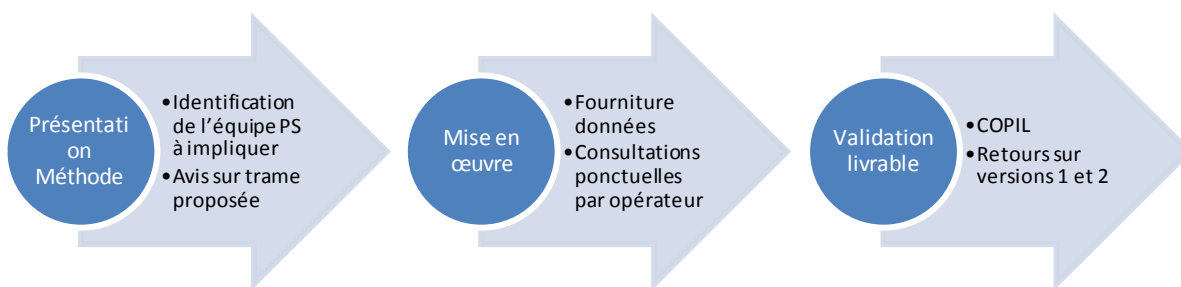 Présentati
on
Méthode
•Identification
de l'équipe PS
à impliquer
•Avis sur trame
proposée
Mise en
œuvre
•Fourniture
données
•Consultations
ponctuelles
par opérateur
Validation
livrable
•COPIL
•Retours sur
versions 1 et 2